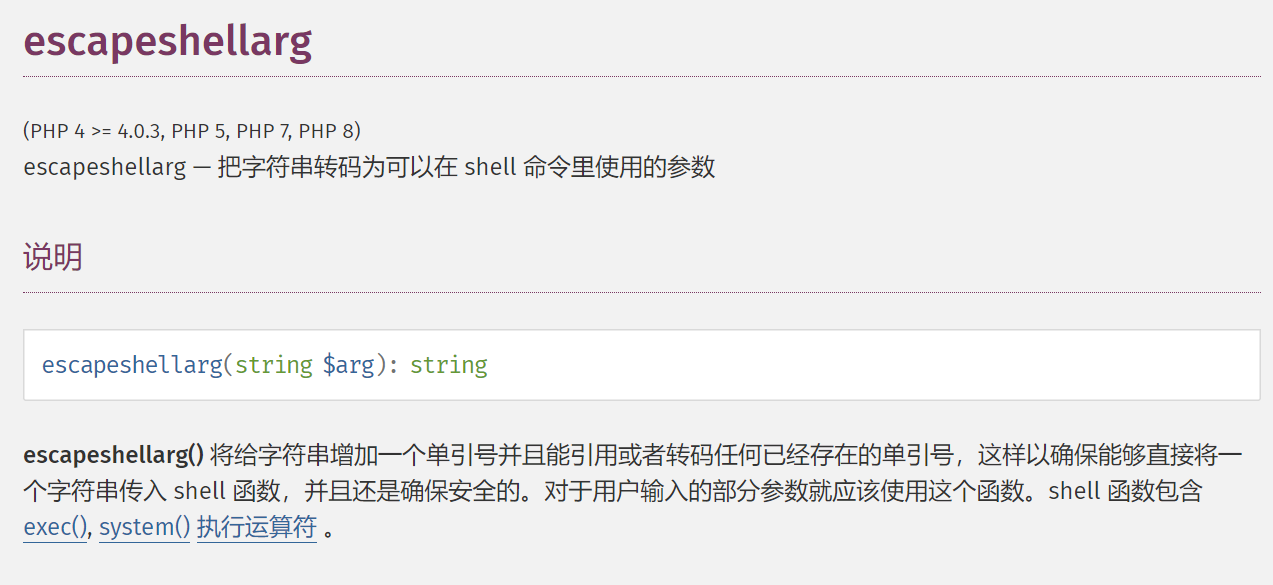 escapeshellarg
(PHP 4 >= 4.0.3, PHP 5, PHP 7, PHP 8)
escapeshellarg — 把字符串转码为可以在 shell 命令里使用的参数
说明
escapeshellarg(string $arg): string
escapeshellarg() 将给字符串增加一个单引号并且能引用或者转码任何已经存在的单引号，这样以确保能够直接将一
个字符串传入 shell 函数，并且还是确保安全的。对于用户输入的部分参数就应该使用这个函数。shell 函数包含
exec(), system() 执行运算符 。